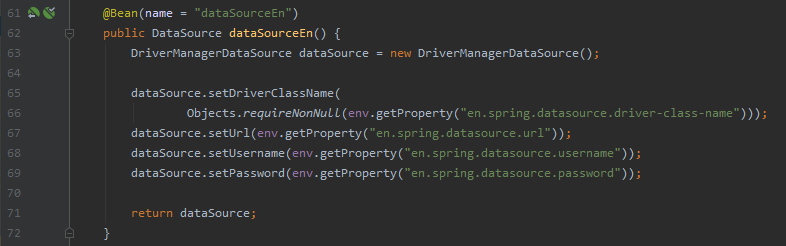 61 @Bean(name = "dataSourceEn")
62 public DataSource dataSourceEn() {
63 DriverManagerDataSource dataSource = new DriverManagerDataSource();
64
65 dataSource.setDriverClassName(
66 Objects.requireNonNull(env.getProperty("en.spring.datasource.driver-class-name")));
67 dataSource.setUrl(env.getProperty("en.spring.datasource.url"));
68 dataSource.setUsername(env.getProperty("en.spring.datasource.username"));
69 dataSource.setPassword(env.getProperty("en.spring.datasource.password"));
70
71 return dataSource;
72 }